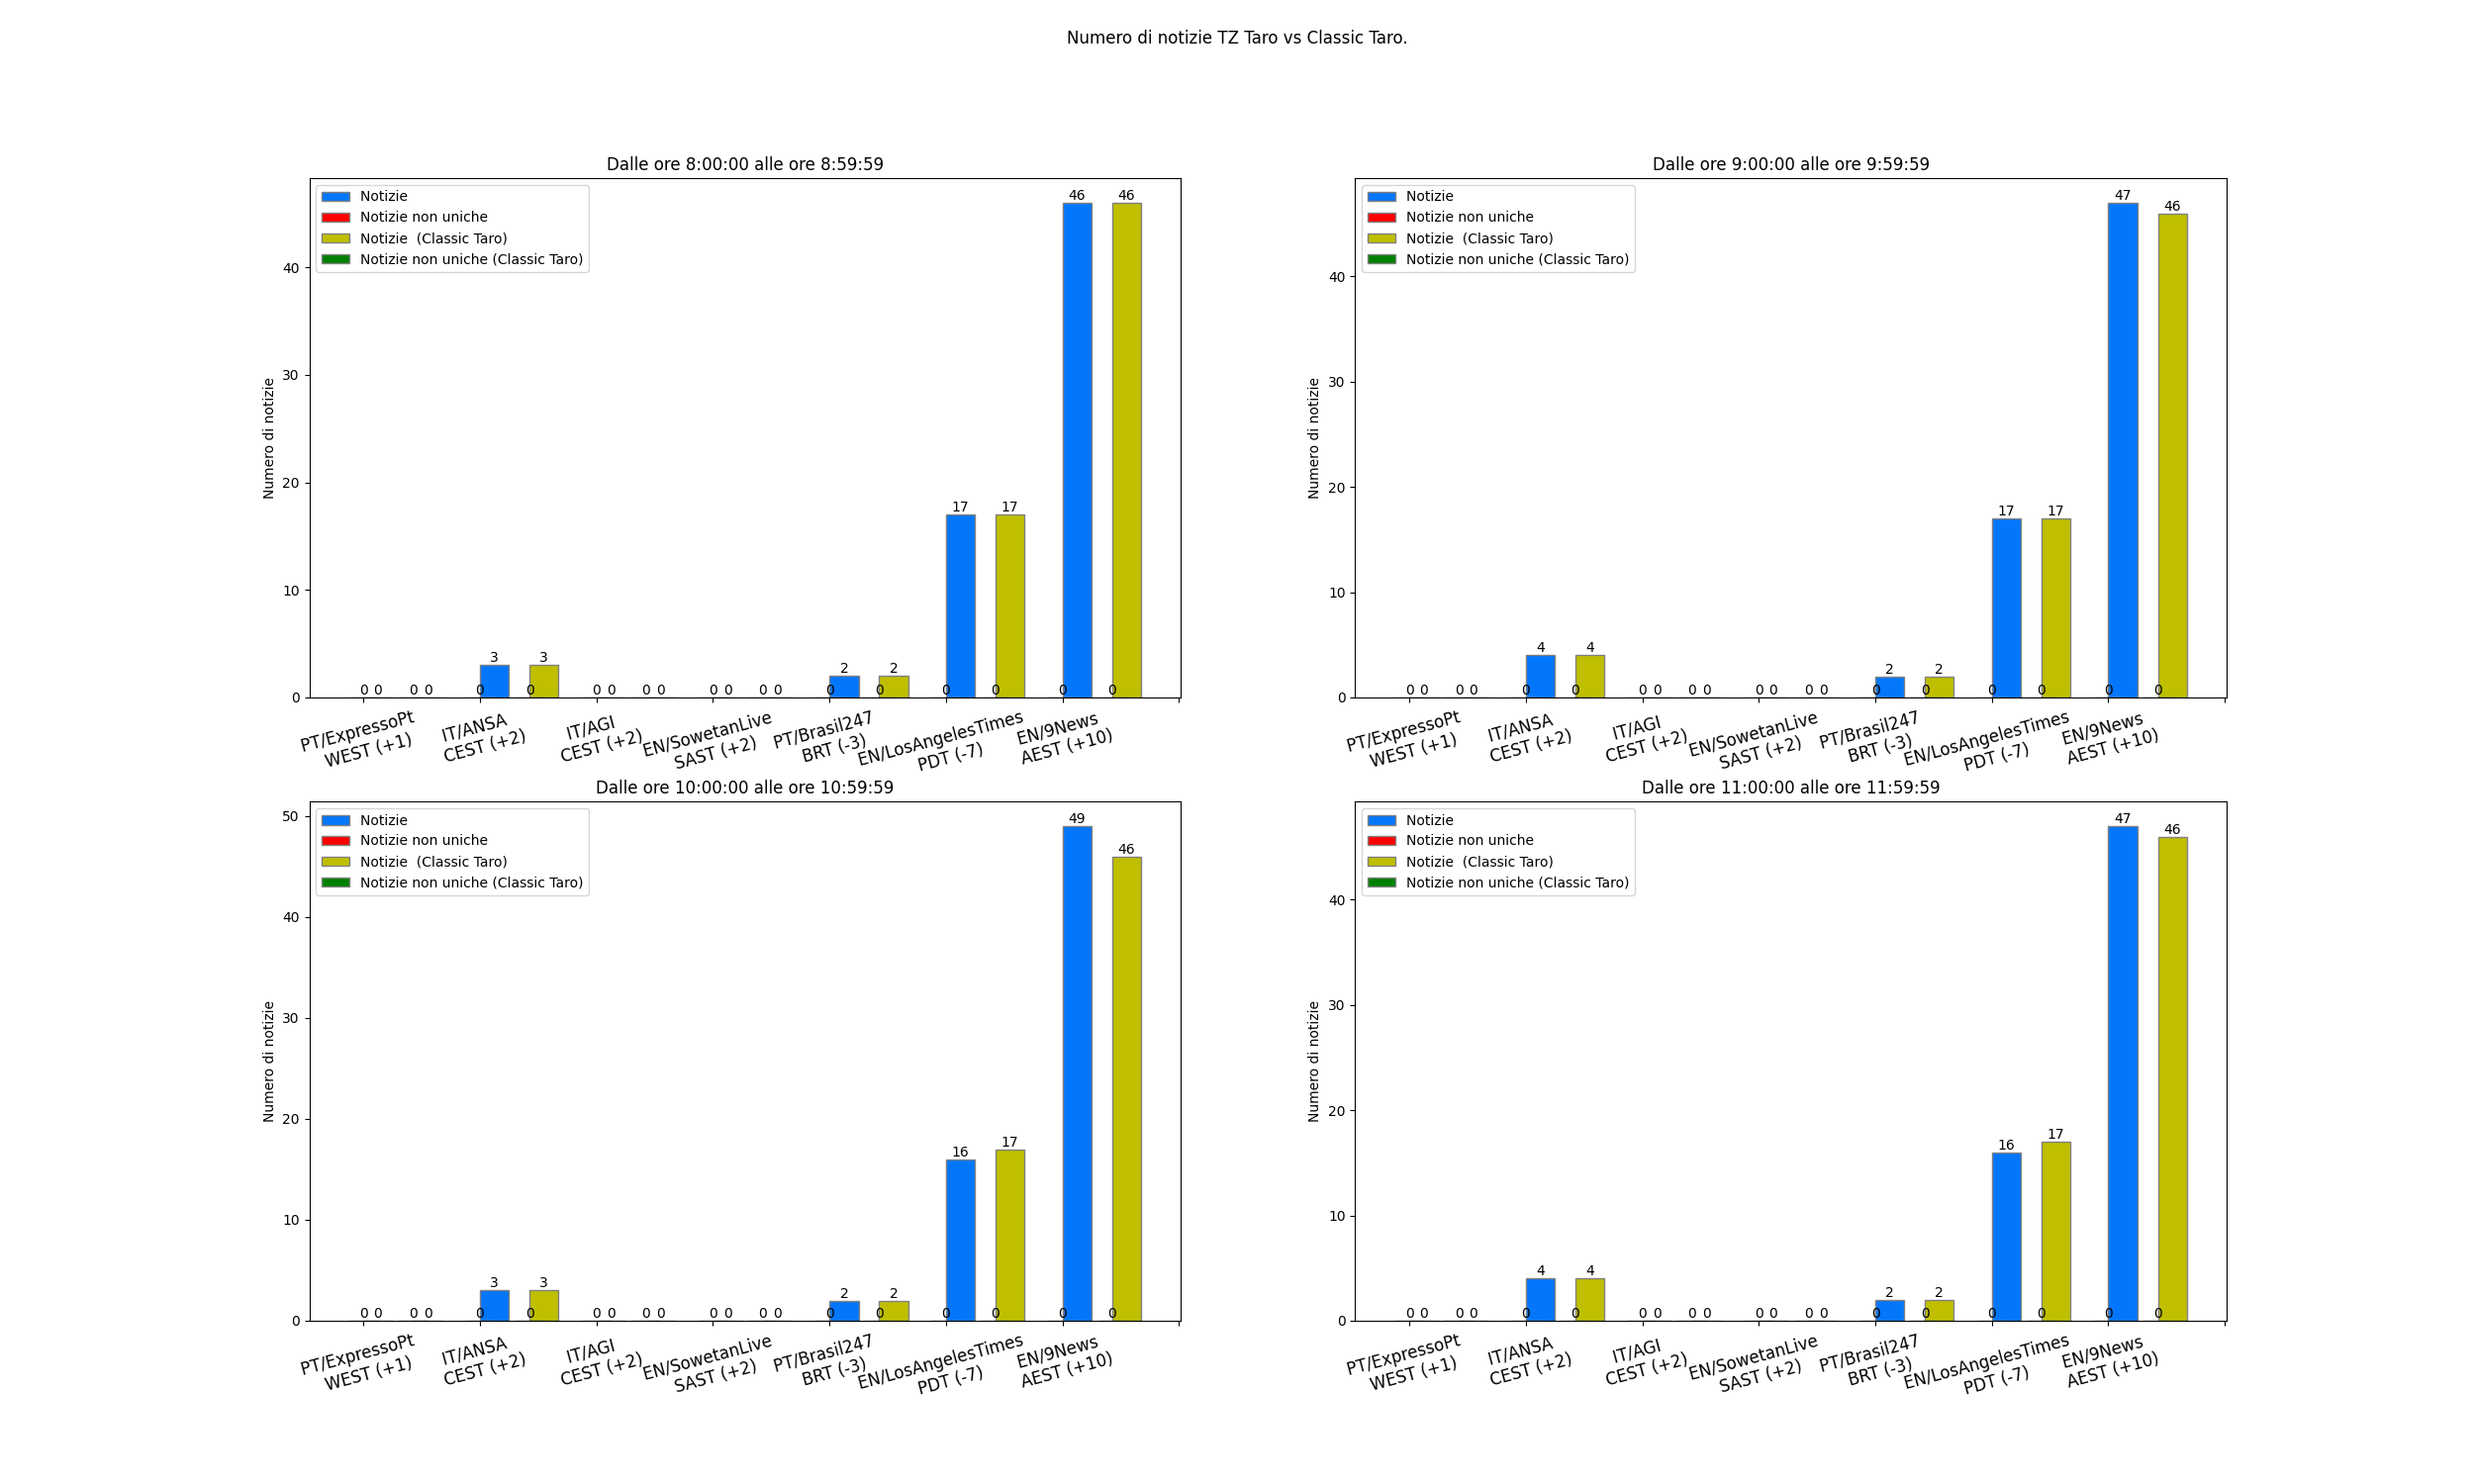 Numero di notizie TZ Taro vs Classic Taro.
Dalle ore 8:00:00 alle ore 8:59:59
Notizie
Notizie non uniche
Notizie  (Classic Taro)
Notizie non uniche (Classic Taro)
Numero di notizie
40
30
20
10
0
46 46
17 17
3 3
2 2
0 0 0 0 0 0 0 0 0 0 0 0 0 0 0 0 0 0 0 0
PT/ExpressoPt
WEST (+1)
IT/ANSA
CEST (+2)
IT/AGI
CEST (+2)
EN/SowetanLive
SAST (+2)
PT/Brasil247
BRT (-3)
EN/LosAngelesTimes
PDT (-7)
EN/9News
AEST (+10)
Dalle ore 9:00:00 alle ore 9:59:59
Notizie
Notizie non uniche
Notizie  (Classic Taro)
Notizie non uniche (Classic Taro)
Numero di notizie
40
30
20
10
0
47 46
17 17
4 4
2 2
0 0 0 0 0 0 0 0 0 0 0 0 0 0 0 0 0 0 0 0
PT/ExpressoPt
WEST (+1)
IT/ANSA
CEST (+2)
IT/AGI
CEST (+2)
EN/SowetanLive
SAST (+2)
PT/Brasil247
BRT (-3)
EN/LosAngelesTimes
PDT (-7)
EN/9News
AEST (+10)
Dalle ore 10:00:00 alle ore 10:59:59
Notizie
Notizie non uniche
Notizie  (Classic Taro)
Notizie non uniche (Classic Taro)
Numero di notizie
50
40
30
20
10
0
49 46
16 17
3 3
2 2
0 0 0 0 0 0 0 0 0 0 0 0 0 0 0 0 0 0 0 0
PT/ExpressoPt
WEST (+1)
IT/ANSA
CEST (+2)
IT/AGI
CEST (+2)
EN/SowetanLive
SAST (+2)
PT/Brasil247
BRT (-3)
EN/LosAngelesTimes
PDT (-7)
EN/9News
AEST (+10)
Dalle ore 11:00:00 alle ore 11:59:59
Notizie
Notizie non uniche
Notizie  (Classic Taro)
Notizie non uniche (Classic Taro)
Numero di notizie
40
30
20
10
0
47 46
16 17
4 4
2 2
0 0 0 0 0 0 0 0 0 0 0 0 0 0 0 0 0 0 0 0
PT/ExpressoPt
WEST (+1)
IT/ANSA
CEST (+2)
IT/AGI
CEST (+2)
EN/SowetanLive
SAST (+2)
PT/Brasil247
BRT (-3)
EN/LosAngelesTimes
PDT (-7)
EN/9News
AEST (+10)